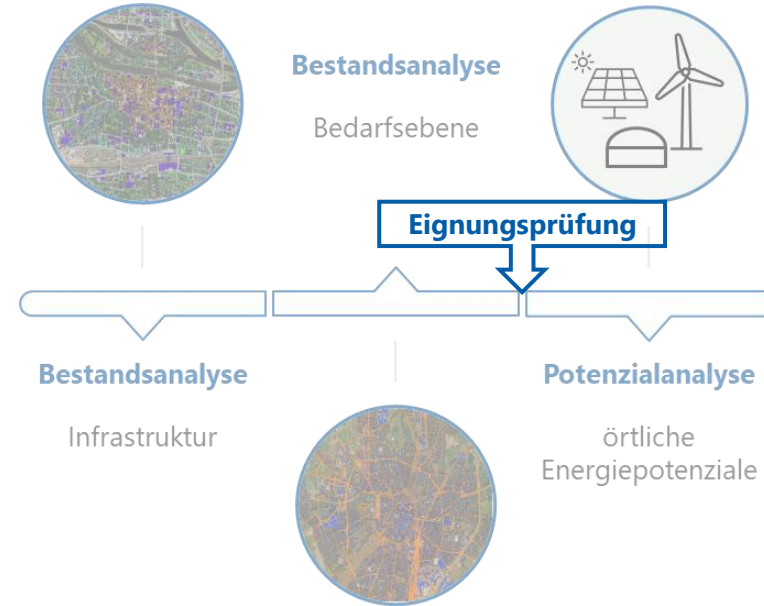 Bestandsanalyse
Bedarfsebene
Eignungsprüfung
Bestandsanalyse
Infrastruktur
Potenzialanalyse
örtliche
Energiepotenziale